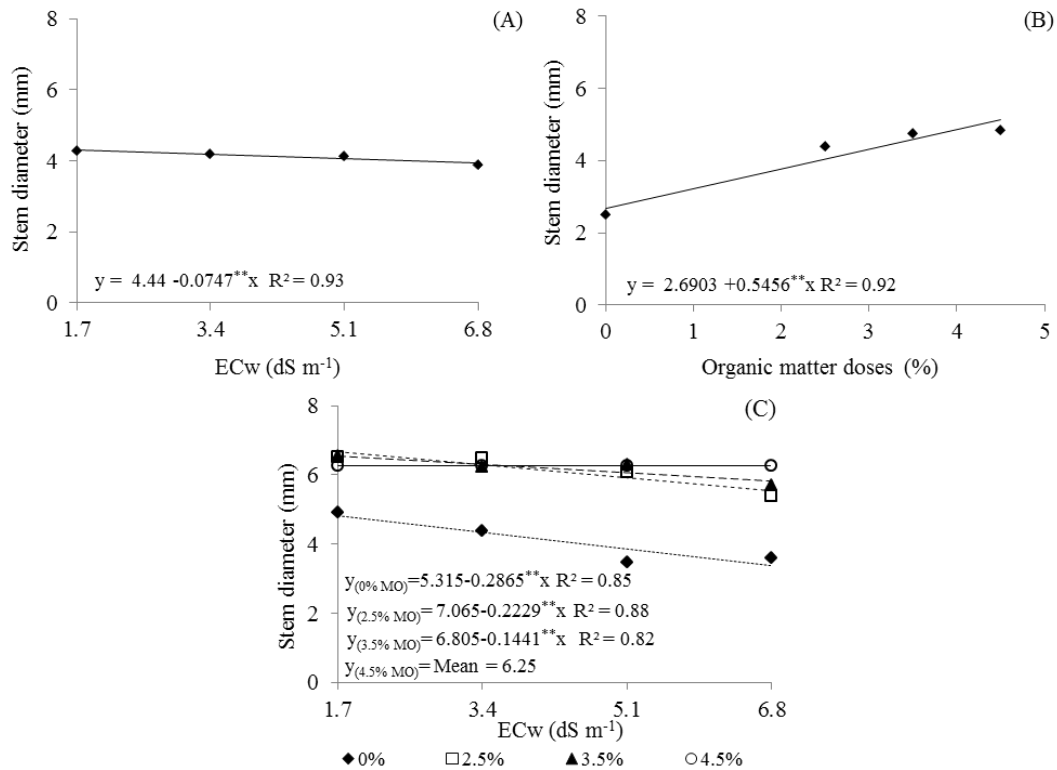 (A)
Stem diameter (mm)
8
6
4
2
0
y = 4.44 -0.0747**x R² = 0.93
1.7 3.4 5.1 6.8
ECw (dS m⁻¹)
(B)
Stem diameter (mm)
8
6
4
2
0
y = 2.6903 +0.5456**x R² = 0.92
0 1 2 3 4 5
Organic matter doses (%)
(C)
Stem diameter (mm)
8
6
4
2
0
y(0% MO)=5.315-0.2865**x R² = 0.85
y(2.5% MO)=7.065-0.2229**x R² = 0.88
y(3.5% MO)=6.805-0.1441**x R² = 0.82
y(4.5% MO)=Mean = 6.25
1.7 3.4 5.1 6.8
ECw (dS m⁻¹)
0% 2.5% 3.5% 4.5%